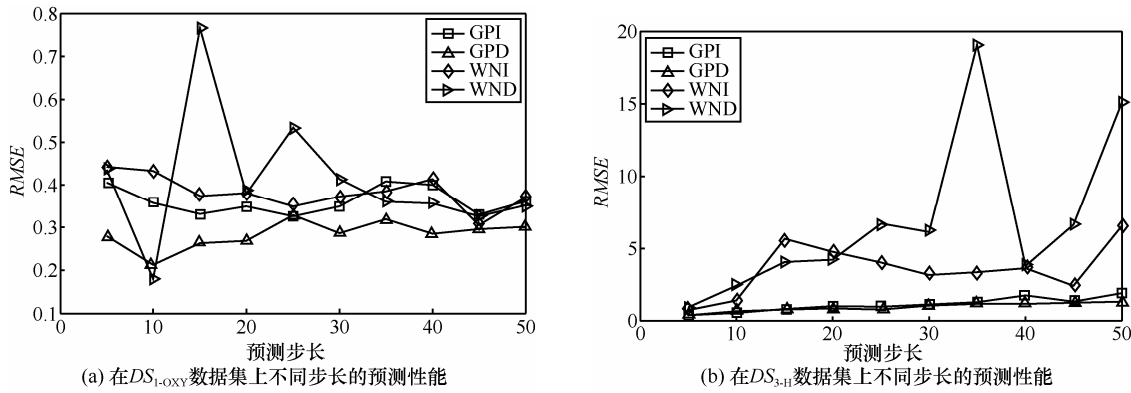 0.8
0.7
0.6
0.5
0.4
0.3
0.2
0.1
RMSE
0 10 20 30 40 50
预测步长
GPI
GPD
WNI
WND
(a) 在DS1-OXY数据集上不同步长的预测性能
20
15
10
5
0
RMSE
0 10 20 30 40 50
预测步长
GPI
GPD
WNI
WND
(b) 在DS3-H数据集上不同步长的预测性能